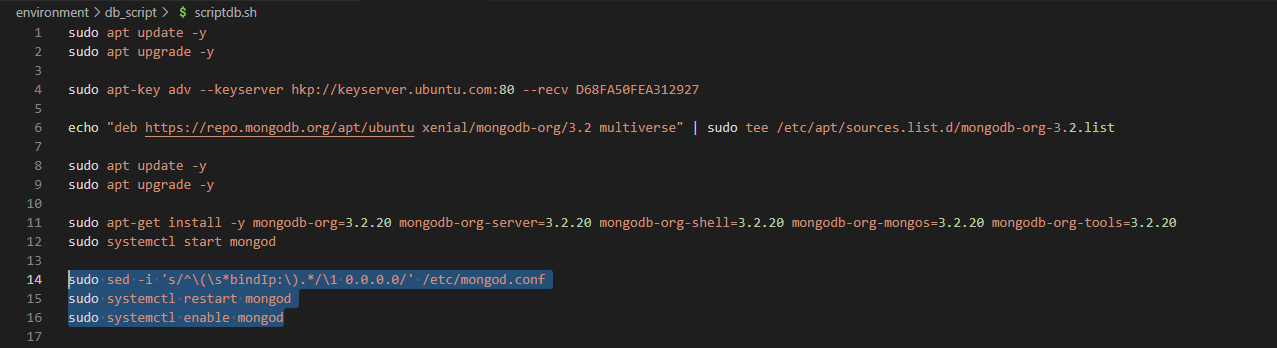 environment > db_script > $ scriptdb.sh
1 sudo apt update -y
2 sudo apt upgrade -y
3
4 sudo apt-key adv --keyserver hkp://keyserver.ubuntu.com:80 --recv D68FA50FEA312927
5
6 echo "deb https://repo.mongodb.org/apt/ubuntu xenial/mongodb-org/3.2 multiverse" | sudo tee /etc/apt/sources.list.d/mongodb-org-3.2.list
7
8 sudo apt update -y
9 sudo apt upgrade -y
10
11 sudo apt-get install -y mongodb-org=3.2.20 mongodb-org-server=3.2.20 mongodb-org-shell=3.2.20 mongodb-org-mongos=3.2.20 mongodb-org-tools=3.2.20
12 sudo systemctl start mongod
13
14 sudo sed -i 's/^\(\s*bindIp:\).*/\1 0.0.0.0/' /etc/mongod.conf
15 sudo systemctl restart mongod
16 sudo systemctl enable mongod
17